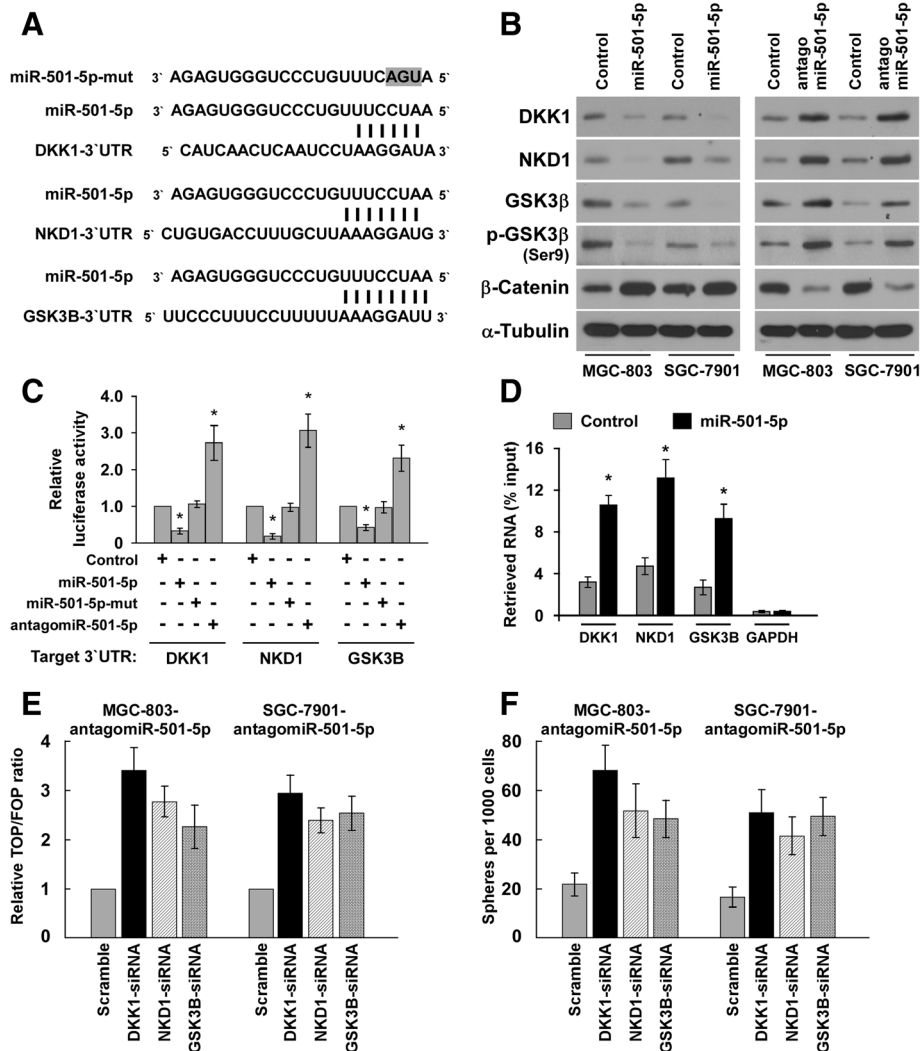 A
miR-501-5p-mut 3` AGAGUGGGUCCCUGUUUCAGUA 5`
miR-501-5p 3` AGAGUGGGUCCCUGUUUCCUAA 5`
DKK1-3`UTR 5` CAUCAACUCAAUCCUAAGGAUA 3`
miR-501-5p 3` AGAGUGGGUCCCUGUUUCCUAA 5`
NKD1-3`UTR 5` CUGUGACCUUUGCUUAAAGGAUG 3`
miR-501-5p 3` AGAGUGGGUCCCUGUUUCCUAA 5`
GSK3B-3`UTR 5` UUCCCUUUCCUUUUUAAAGGAUU 3`
B
Control
miR-501-5p
Control
miR-501-5p
Control
antago
miR-501-5p
Control
antago
miR-501-5p
DKK1
NKD1
GSK3β
p-GSK3β
(Ser9)
β-Catenin
α-Tubulin
MGC-803 SGC-7901 MGC-803 SGC-7901
C
Relative
luciferase activity
4.0
3.0
2.0
1.0
0
* * * * * *
Control + - - - + - - - + - - -
miR-501-5p - + - - - + - - - + - -
miR-501-5p-mut - - + - - - + - - - + -
antagomiR-501-5p - - - + - - - + - - - +
Target 3`UTR: DKK1 NKD1 GSK3B
D
Control miR-501-5p
Retrieved RNA (% input)
16
12
8
4
0
* * *
DKK1 NKD1 GSK3B GAPDH
E
MGC-803-
antagomiR-501-5p
SGC-7901-
antagomiR-501-5p
Relative TOP/FOP ratio
4
3
2
1
0
Scramble
DKK1-siRNA
NKD1-siRNA
GSK3B-siRNA
Scramble
DKK1-siRNA
NKD1-siRNA
GSK3B-siRNA
F
MGC-803-
antagomiR-501-5p
SGC-7901-
antagomiR-501-5p
Spheres per 1000 cells
80
60
40
20
0
Scramble
DKK1-siRNA
NKD1-siRNA
GSK3B-siRNA
Scramble
DKK1-siRNA
NKD1-siRNA
GSK3B-siRNA